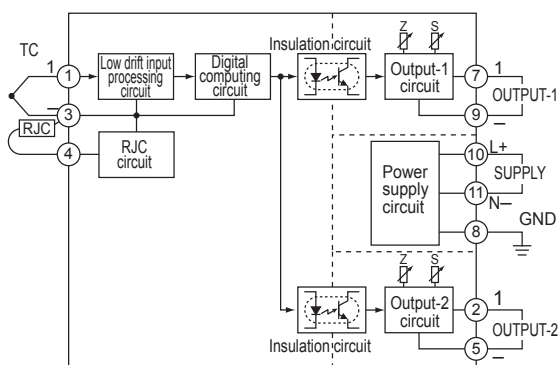 TC
1
1
Low drift input
processing
circuit
Digital
computing
circuit
Insulation circuit
Z
S
Output-1
circuit
7
1
OUTPUT-1
9
–
–
3
RJC
4
RJC
circuit
Power
supply
circuit
10
L+
SUPPLY
11
N–
8
GND
Z
S
Output-2
circuit
2
1
OUTPUT-2
5
–
Insulation circuit